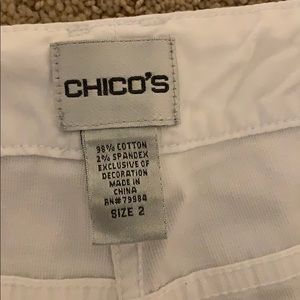 CHICO'S
98% COTTON
2% SPANDEX
EXCLUSIVE OF
DECORATION
MADE IN
CHINA
RN#79984
SIZE 2